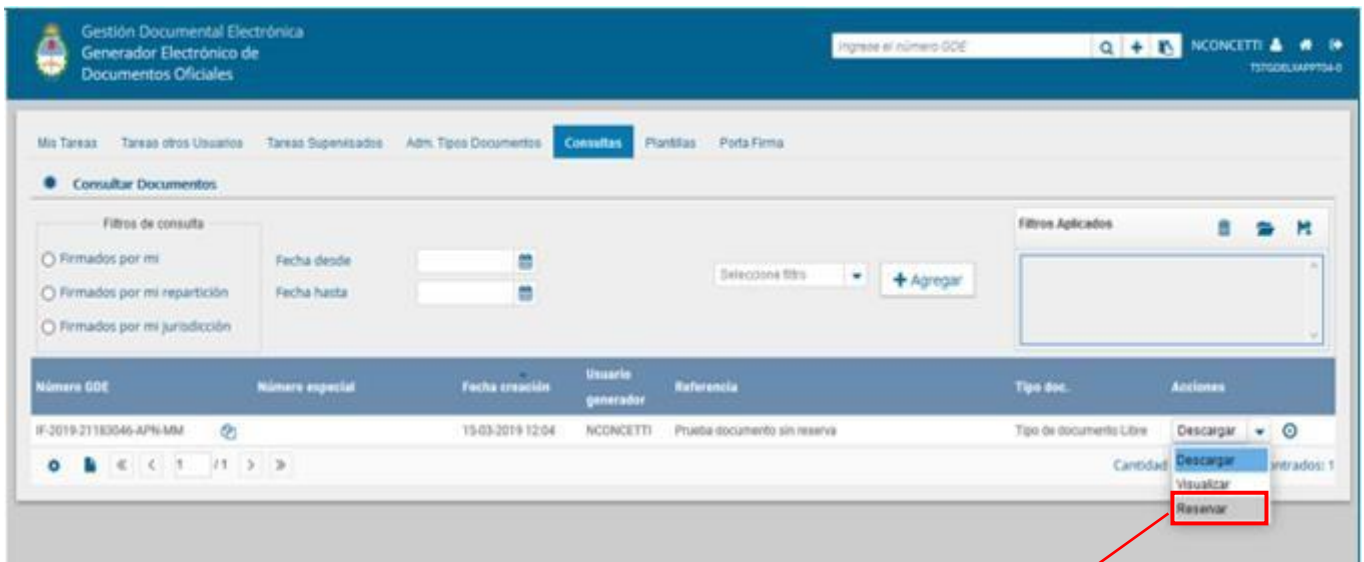 Gestión Documental Electrónica
Generador Electrónico de
Documentos Oficiales
Ingrese el número GDE
NCONCETTI
Mis Tareas Tareas otros Usuarios Tareas Supervisados Adm. Tipos Documentos Consultas Plantillas Porta Firma
Consultar Documentos
Filtros de consulta
Firmados por mi
Firmados por mi repartición
Firmados por mi jurisdicción
Fecha desde
Fecha hasta
Seleccione filtro
Agregar
Filtros Aplicados
Número GDE Número especial Fecha creación Usuario generador Referencia Tipo doc. Acciones
IF-2019-21183046-APN-MM 15-03-2019 12:04 NCONCETTI Prueba documento sin reserva Tipo de documento Libre Descargar
1 /1
Cantidad ntrados: 1
Descargar
Visualizar
Reservar